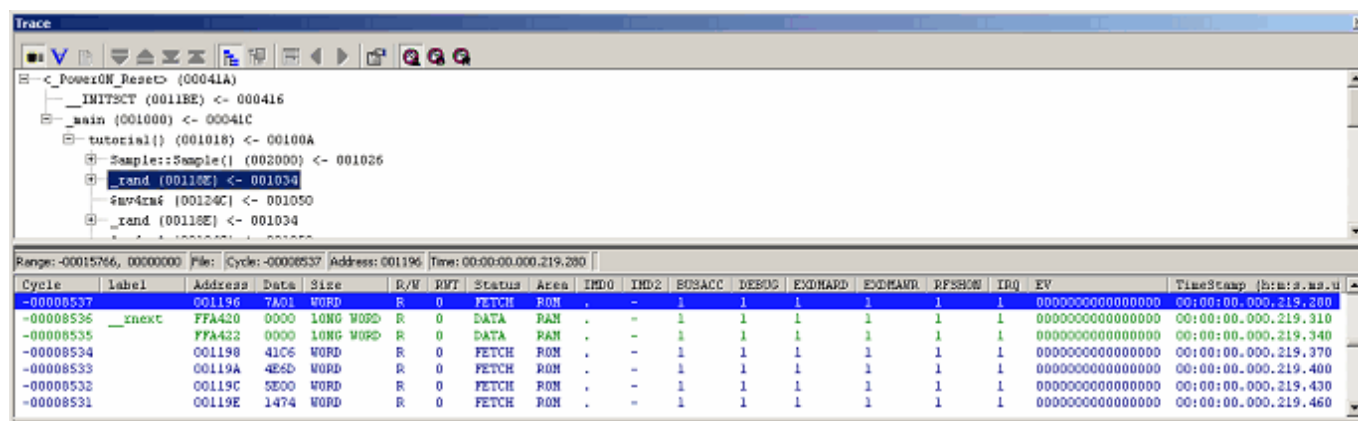 Trace
< PowerON_Reset> (00041A)
__INITSCT (0011BE) <- 000416
_main (001000) <- 00041C
tutorial() (001018) <- 00100A
Sample::Sample() (002000) <- 001026
_rand (00118E) <- 001034
$mv4rm$ (00124C) <- 001050
_rand (00118E) <- 001034
Range: -00015766, 00000000 File: Cycle: -00008537 Address: 001196 Time: 00:00:00.000.219.280
Cycle Label Address Data Size R/W RWT Status Area IMD0 IMD2 BUSACC DEBUG EXDMARD EXDMAWR RFSHON IRQ EV TimeStamp (h:m:s.ms.u
-00008537 001196 7A01 WORD R 0 FETCH ROM . - 1 1 1 1 1 1 0000000000000000 00:00:00.000.219.280
-00008536 __rnext FFA420 0000 LONG WORD R 0 DATA RAM . - 1 1 1 1 1 1 0000000000000000 00:00:00.000.219.310
-00008535 FFA422 0000 LONG WORD R 0 DATA RAM . - 1 1 1 1 1 1 0000000000000000 00:00:00.000.219.340
-00008534 001198 41C6 WORD R 0 FETCH ROM . - 1 1 1 1 1 1 0000000000000000 00:00:00.000.219.370
-00008533 00119A 4E6D WORD R 0 FETCH ROM . - 1 1 1 1 1 1 0000000000000000 00:00:00.000.219.400
-00008532 00119C 5E00 WORD R 0 FETCH ROM . - 1 1 1 1 1 1 0000000000000000 00:00:00.000.219.430
-00008531 00119E 1474 WORD R 0 FETCH ROM . - 1 1 1 1 1 1 0000000000000000 00:00:00.000.219.460